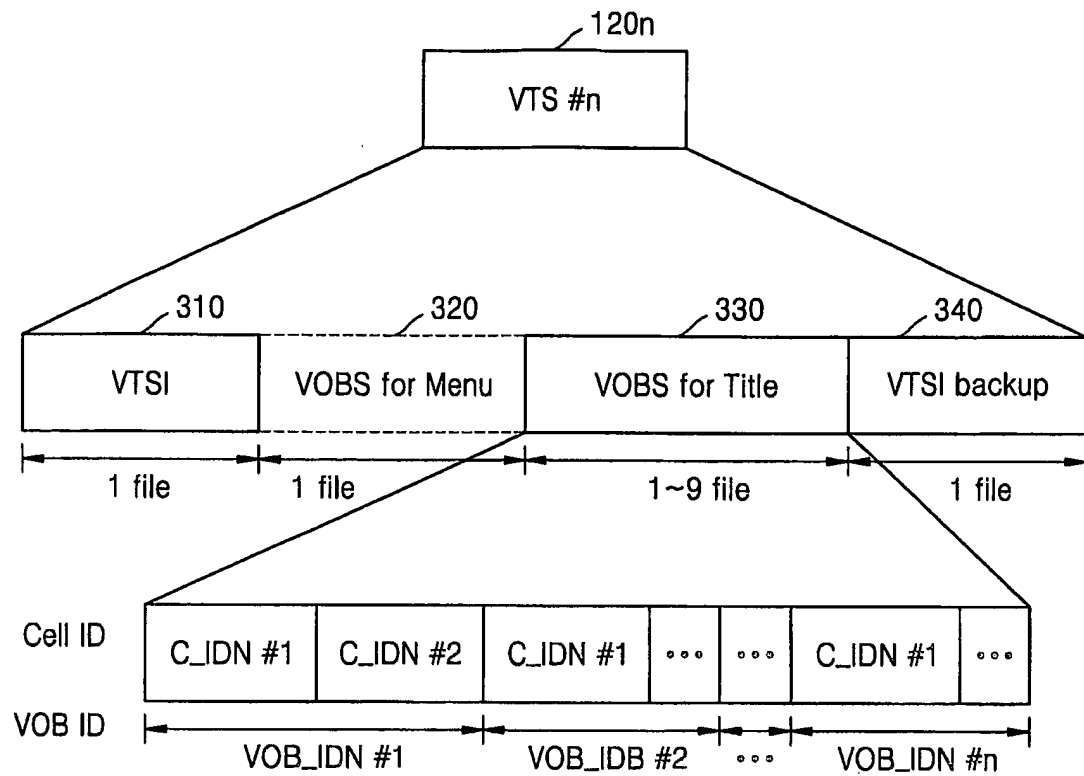 120n
VTS #n
310
320
330
340
VTSI
VOBS for Menu
VOBS for Title
VTSI backup
1 file
1 file
1~9 file
1 file
Cell ID
C_IDN #1
C_IDN #2
C_IDN #1
•••
•••
C_IDN #1
•••
VOB ID
VOB_IDN #1
VOB_IDB #2
•••
VOB_IDN #n